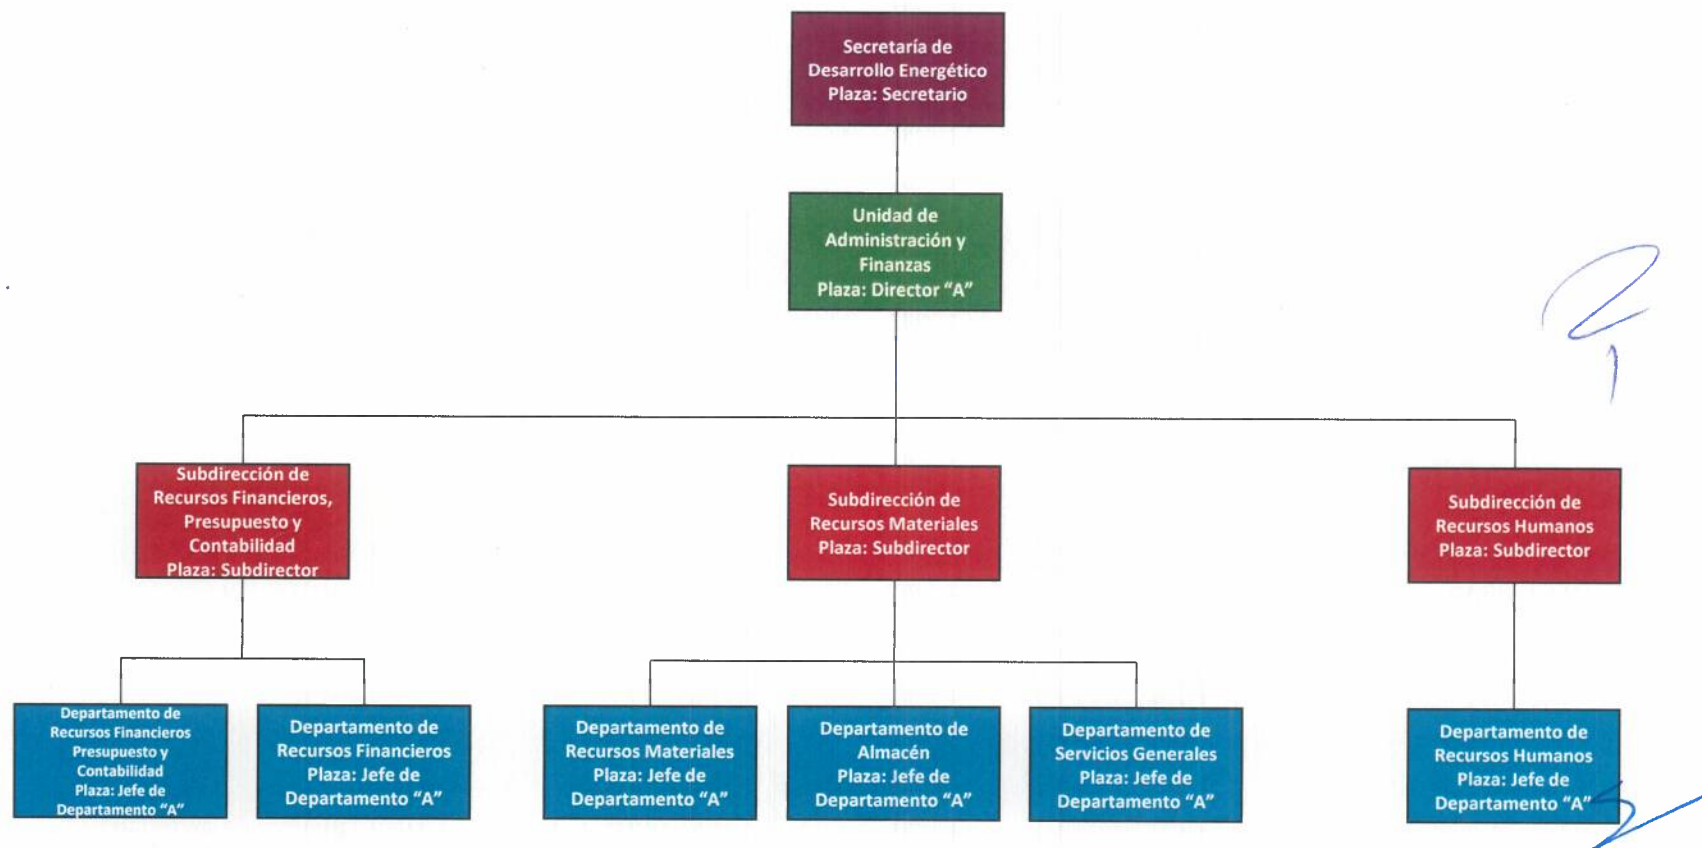 Secretaría de
Desarrollo Energético
Plaza: Secretario
Unidad de
Administración y
Finanzas
Plaza: Director “A”
Subdirección de
Recursos Financieros,
Presupuesto y
Contabilidad
Plaza: Subdirector
Subdirección de
Recursos Materiales
Plaza: Subdirector
Subdirección de
Recursos Humanos
Plaza: Subdirector
Departamento de
Recursos Financieros
Presupuesto y
Contabilidad
Plaza: Jefe de
Departamento “A”
Departamento de
Recursos Financieros
Plaza: Jefe de
Departamento “A”
Departamento de
Recursos Materiales
Plaza: Jefe de
Departamento “A”
Departamento de
Almacén
Plaza: Jefe de
Departamento “A”
Departamento de
Servicios Generales
Plaza: Jefe de
Departamento “A”
Departamento de
Recursos Humanos
Plaza: Jefe de
Departamento “A”